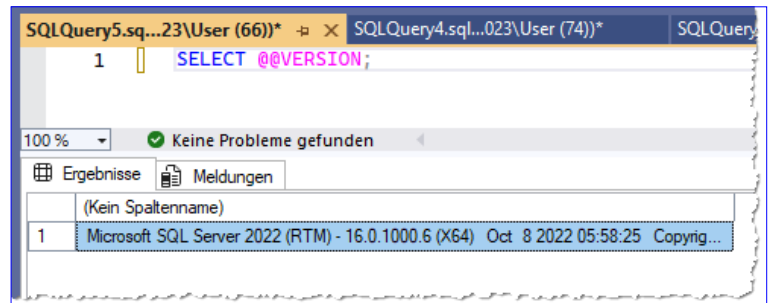 SQLQuery5.sq...23\User (66))* SQLQuery4.sql...023\User (74))* SQLQuery
1 SELECT @@VERSION;
100 % Keine Probleme gefunden
Ergebnisse Meldungen
(Kein Spaltenname)
1 Microsoft SQL Server 2022 (RTM) - 16.0.1000.6 (X64) Oct 8 2022 05:58:25 Copyrig...